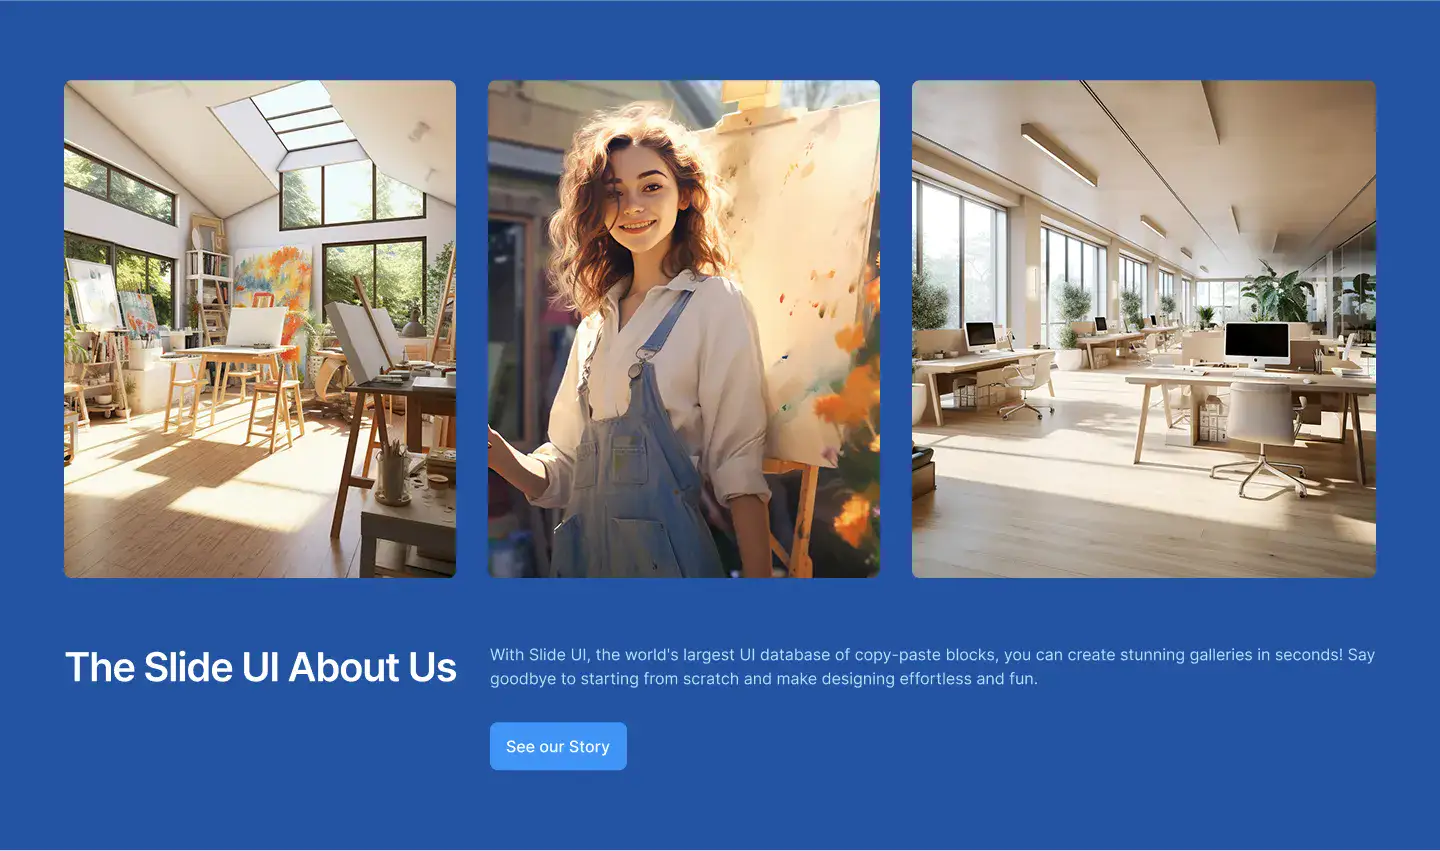 The Slide UI About Us
With Slide UI, the world's largest UI database of copy-paste blocks, you can create stunning galleries in seconds! Say
goodbye to starting from scratch and make designing effortless and fun.
See our Story